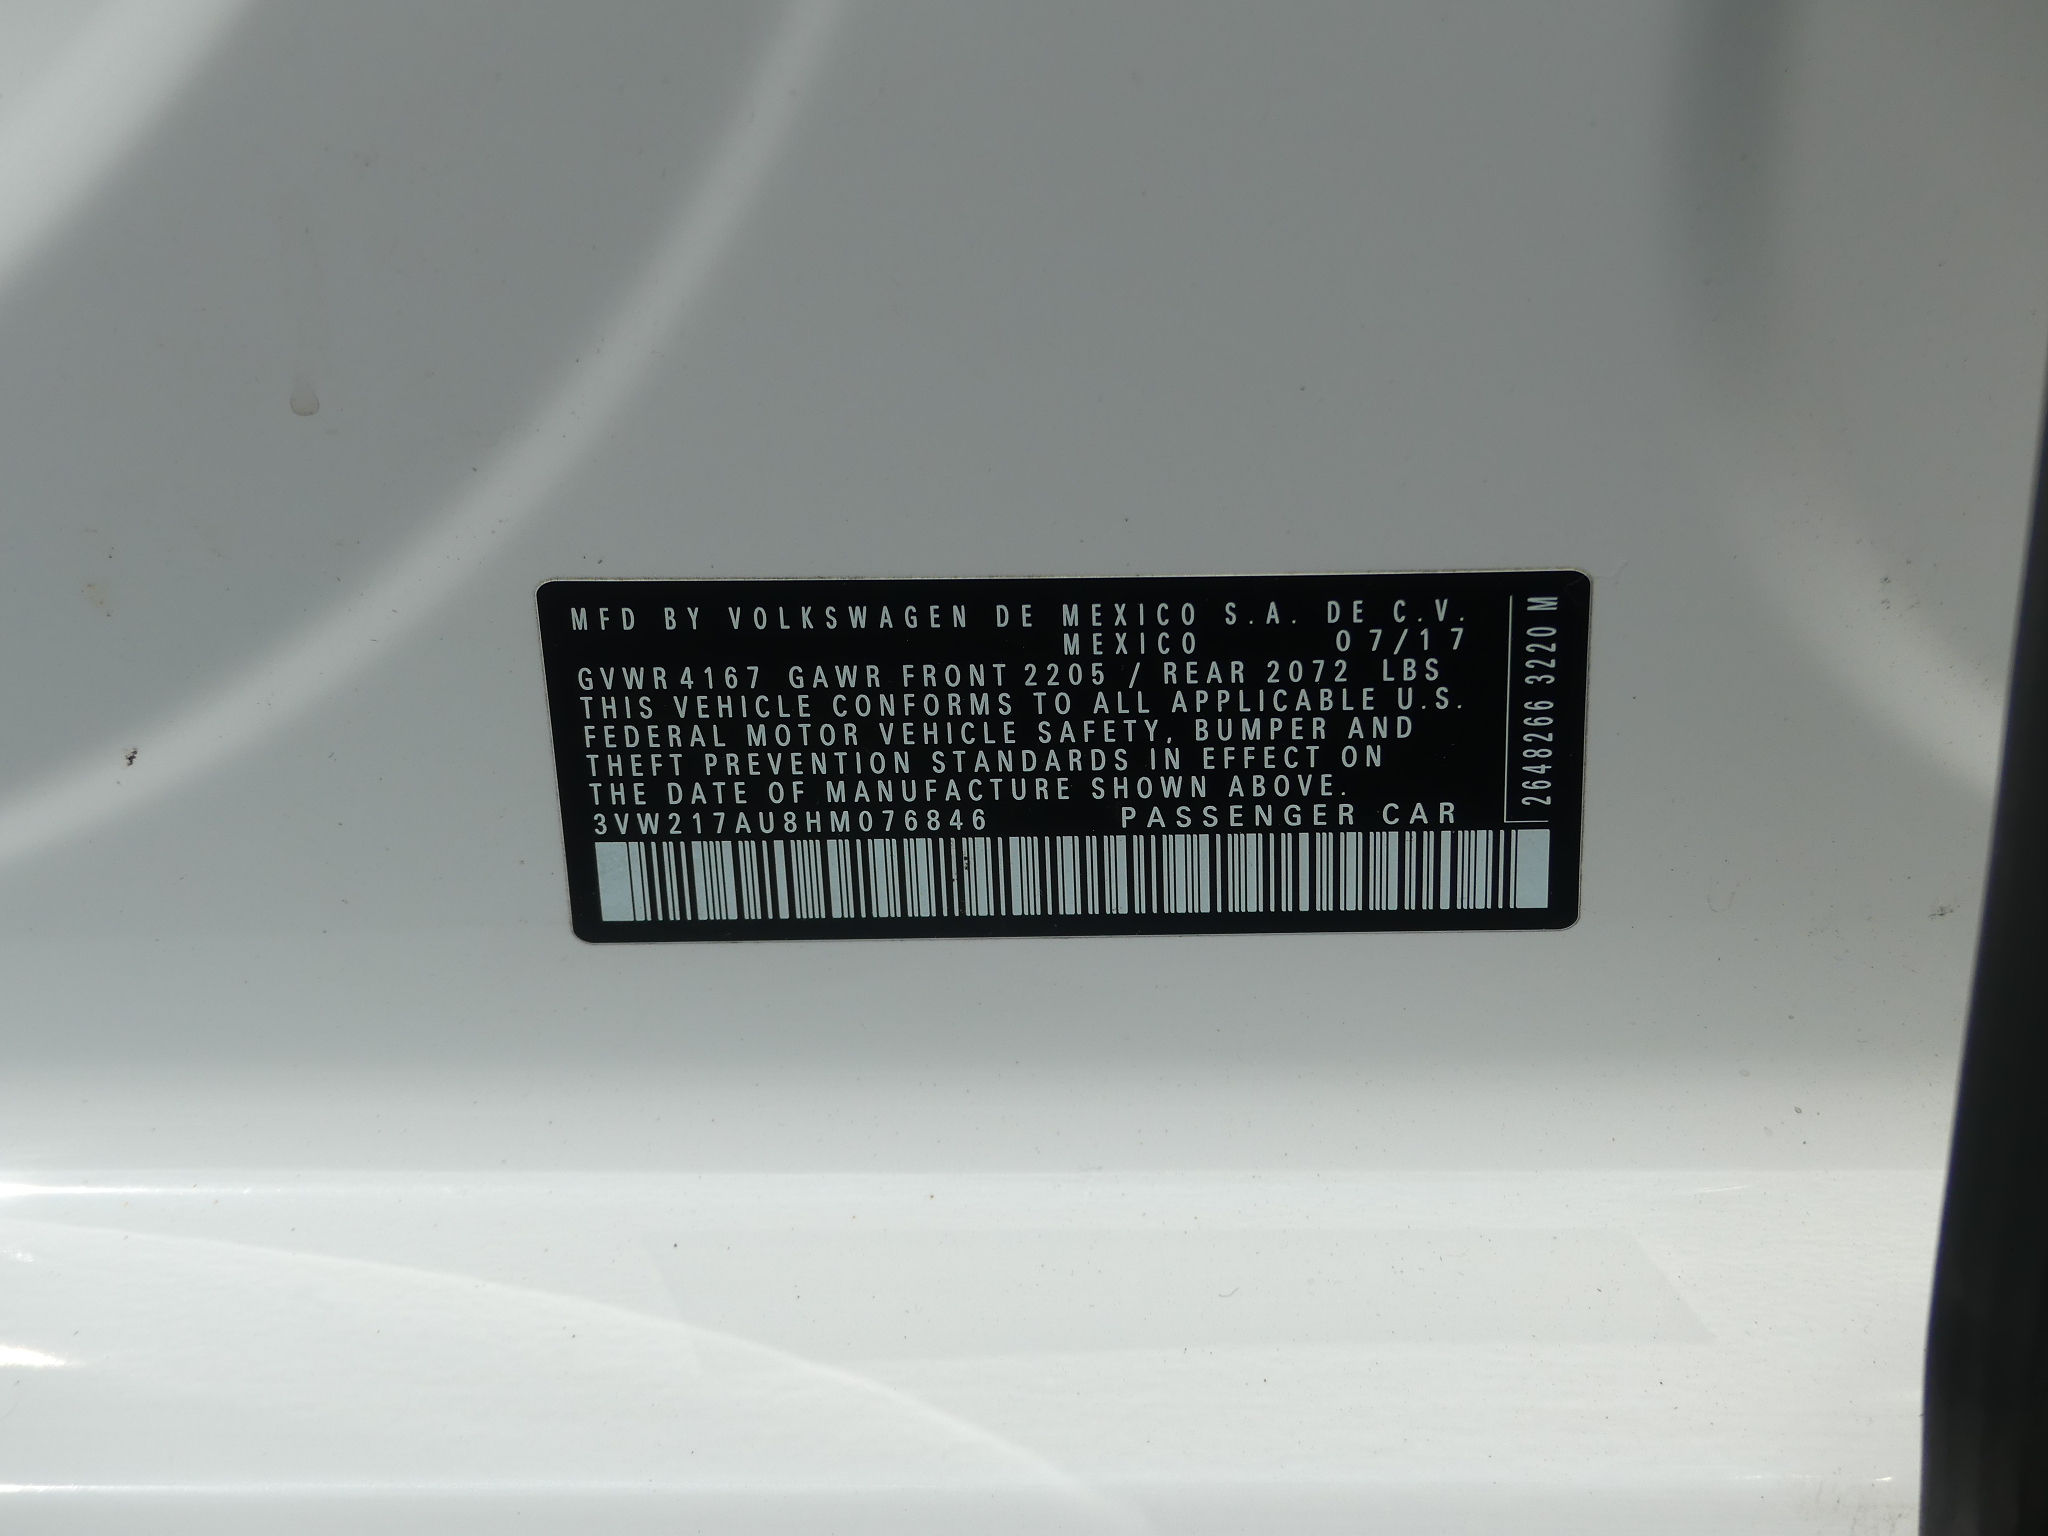 MFD BY VOLKSWAGEN DE MEXICO S.A. DE C.V.
MEXICO 07/17
GVWR 4167 GAWR FRONT 2205 / REAR 2072 LBS
THIS VEHICLE CONFORMS TO ALL APPLICABLE U.S.
FEDERAL MOTOR VEHICLE SAFETY, BUMPER AND
THEFT PREVENTION STANDARDS IN EFFECT ON
THE DATE OF MANUFACTURE SHOWN ABOVE.
3VW217AU8HM076846 PASSENGER CAR
2648266 3220 M